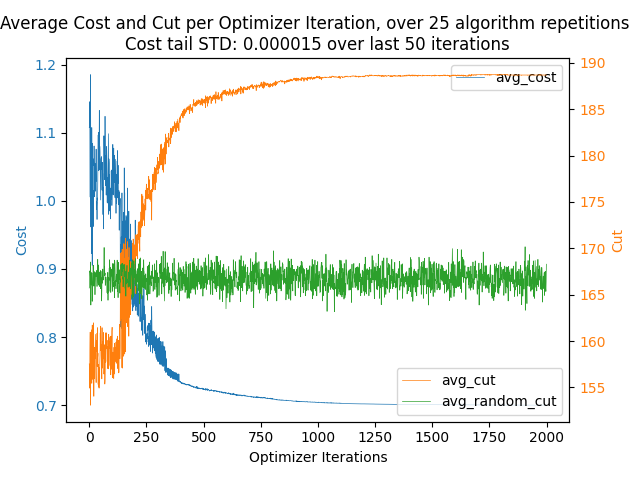 Average Cost and Cut per Optimizer Iteration, over 25 algorithm repetitions
Cost tail STD: 0.000015 over last 50 iterations
1.2
1.1
1.0
0.9
0.8
0.7
Cost
190
185
180
175
170
165
160
155
Cut
avg_cost
avg_cut
avg_random_cut
0
250
500
750
1000
1250
1500
1750
2000
Optimizer Iterations